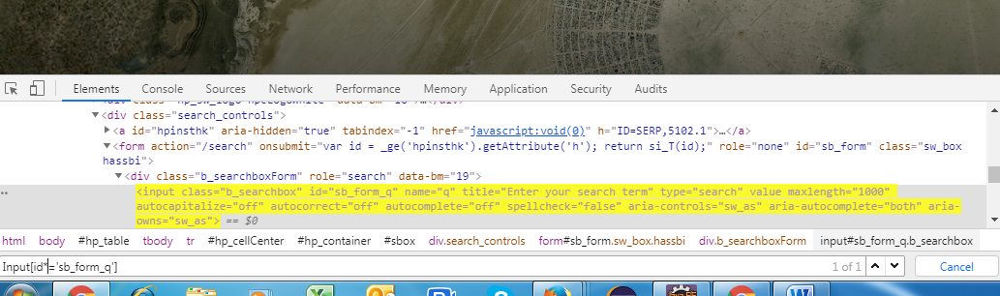 Elements Console Sources Network Performance Memory Application Security Audits
<div class="search_controls">
<a id="hpinsthk" aria-hidden="true" tabindex="-1" href="javascript:void(0)" h="ID=SERP,5102.1">…</a>
<form action="/search" onsubmit="var id = _ge('hpinsthk').getAttribute('h'); return si_T(id);" role="none" id="sb_form" class="sw_box
hassbi">
<div class="b_searchboxForm" role="search" data-bm="19">
<input class="b_searchbox" id="sb_form_q" name="q" title="Enter your search term" type="search" value maxlength="1000"
autocapitalize="off" autocorrect="off" autocomplete="off" spellcheck="false" aria-controls="sw_as" aria-autocomplete="both" aria-
owns="sw_as"> == $0
html body #hp_table tbody tr #hp_cellCenter #hp_container #sbox div.search_controls form#sb_form.sw_box.hassbi div.b_searchboxForm input#sb_form_q.b_searchbox
Input[id*='sb_form_q'] 1 of 1 Cancel